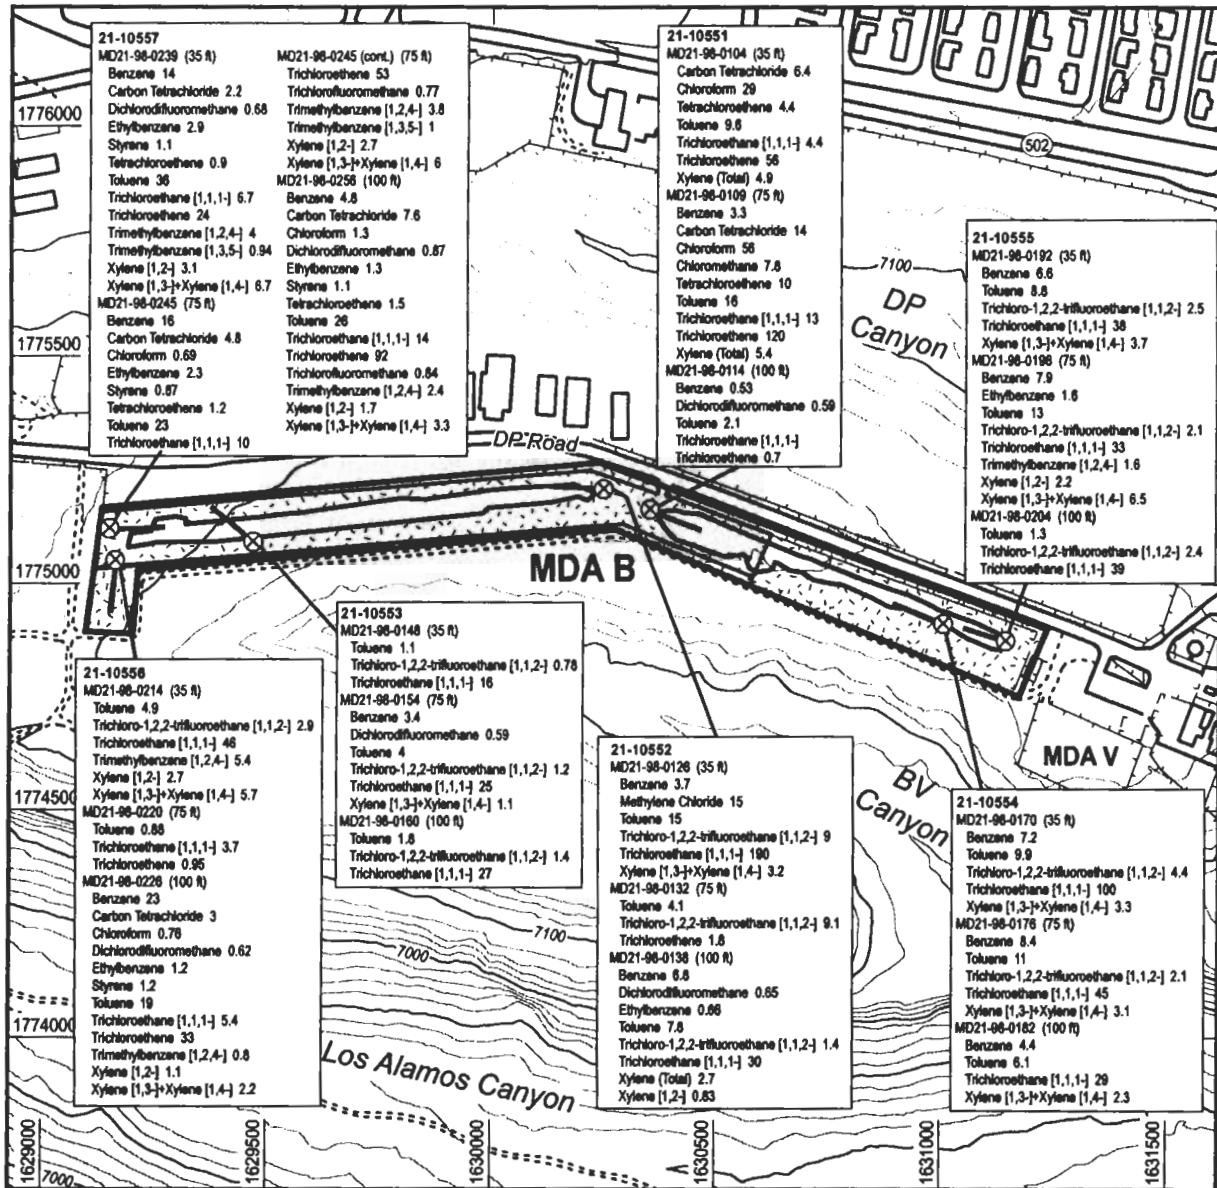 21-10557
MD21-98-0239 (35 ft)
Benzene 14
Carbon Tetrachloride 2.2
Dichlorodifluoromethane 0.68
Ethylbenzene 2.9
Styrene 1.1
Tetrachloroethene 0.9
Toluene 36
Trichloroethane [1,1,1-] 6.7
Trichloroethene 24
Trimethylbenzene [1,2,4-] 4
Trimethylbenzene [1,3,5-] 0.94
Xylene [1,2-] 3.1
Xylene [1,3-]+Xylene [1,4-] 6.7
MD21-98-0245 (75 ft)
Benzene 16
Carbon Tetrachloride 4.8
Chloroform 0.69
Ethylbenzene 2.3
Styrene 0.87
Tetrachloroethene 1.2
Toluene 23
Trichloroethane [1,1,1-] 10
MD21-98-0245 (cont.) (75 ft)
Trichloroethene 53
Trichlorofluoromethane 0.77
Trimethylbenzene [1,2,4-] 3.8
Trimethylbenzene [1,3,5-] 1
Xylene [1,2-] 2.7
Xylene [1,3-]+Xylene [1,4-] 6
MD21-98-0256 (100 ft)
Benzene 4.8
Carbon Tetrachloride 7.6
Chloroform 1.3
Dichlorodifluoromethane 0.87
Ethylbenzene 1.3
Styrene 1.1
Tetrachloroethene 1.5
Toluene 26
Trichloroethane [1,1,1-] 14
Trichloroethene 92
Trichlorofluoromethane 0.84
Trimethylbenzene [1,2,4-] 2.4
Xylene [1,2-] 1.7
Xylene [1,3-]+Xylene [1,4-] 3.3
21-10551
MD21-98-0104 (35 ft)
Carbon Tetrachloride 6.4
Chloroform 29
Tetrachloroethene 4.4
Toluene 9.6
Trichloroethane [1,1,1-] 4.4
Trichloroethene 56
Xylene (Total) 4.9
MD21-98-0109 (75 ft)
Benzene 3.3
Carbon Tetrachloride 14
Chloroform 56
Chloromethane 7.8
Tetrachloroethene 10
Toluene 16
Trichloroethane [1,1,1-] 13
Trichloroethene 120
Xylene (Total) 5.4
MD21-98-0114 (100 ft)
Benzene 0.53
Dichlorodifluoromethane 0.59
Toluene 2.1
Trichloroethane [1,1,1-]
Trichloroethene 0.7
502
21-10555
MD21-98-0192 (35 ft)
Benzene 6.6
Toluene 8.8
Trichloro-1,2,2-trifluoroethane [1,1,2-] 2.5
Trichloroethane [1,1,1-] 38
Xylene [1,3-]+Xylene [1,4-] 3.7
MD21-98-0198 (75 ft)
Benzene 7.9
Ethylbenzene 1.6
Toluene 13
Trichloro-1,2,2-trifluoroethane [1,1,2-] 2.1
Trichloroethane [1,1,1-] 33
Trimethylbenzene [1,2,4-] 1.6
Xylene [1,2-] 2.2
Xylene [1,3-]+Xylene [1,4-] 6.5
MD21-98-0204 (100 ft)
Toluene 1.3
Trichloro-1,2,2-trifluoroethane [1,1,2-] 2.4
Trichloroethane [1,1,1-] 39
7100
DP
Canyon
DP Road
MDA B
1776000
1775500
1775000
1774500
1774000
21-10556
MD21-98-0214 (35 ft)
Toluene 4.9
Trichloro-1,2,2-trifluoroethane [1,1,2-] 2.9
Trichloroethane [1,1,1-] 46
Trimethylbenzene [1,2,4-] 5.4
Xylene [1,2-] 2.7
Xylene [1,3-]+Xylene [1,4-] 5.7
MD21-98-0220 (75 ft)
Toluene 0.88
Trichloroethane [1,1,1-] 3.7
Trichloroethene 0.95
MD21-98-0226 (100 ft)
Benzene 23
Carbon Tetrachloride 3
Chloroform 0.76
Dichlorodifluoromethane 0.62
Ethylbenzene 1.2
Styrene 1.2
Toluene 19
Trichloroethane [1,1,1-] 5.4
Trichloroethene 33
Trimethylbenzene [1,2,4-] 0.8
Xylene [1,2-] 1.1
Xylene [1,3-]+Xylene [1,4-] 2.2
21-10553
MD21-98-0148 (35 ft)
Toluene 1.1
Trichloro-1,2,2-trifluoroethane [1,1,2-] 0.78
Trichloroethane [1,1,1-] 16
MD21-98-0154 (75 ft)
Benzene 3.4
Dichlorodifluoromethane 0.59
Toluene 4
Trichloro-1,2,2-trifluoroethane [1,1,2-] 1.2
Trichloroethane [1,1,1-] 25
Xylene [1,3-]+Xylene [1,4-] 1.1
MD21-98-0160 (100 ft)
Toluene 1.8
Trichloro-1,2,2-trifluoroethane [1,1,2-] 1.4
Trichloroethane [1,1,1-] 27
21-10552
MD21-98-0126 (35 ft)
Benzene 3.7
Methylene Chloride 15
Toluene 15
Trichloro-1,2,2-trifluoroethane [1,1,2-] 9
Trichloroethane [1,1,1-] 190
Xylene [1,3-]+Xylene [1,4-] 3.2
MD21-98-0132 (75 ft)
Toluene 4.1
Trichloro-1,2,2-trifluoroethane [1,1,2-] 9.1
Trichloroethene 1.8
MD21-98-0138 (100 ft)
Benzene 6.8
Dichlorodifluoromethane 0.65
Ethylbenzene 0.66
Toluene 7.8
Trichloro-1,2,2-trifluoroethane [1,1,2-] 1.4
Trichloroethane [1,1,1-] 30
Xylene (Total) 2.7
Xylene [1,2-] 0.83
MDA V
BV
Canyon
21-10554
MD21-98-0170 (35 ft)
Benzene 7.2
Toluene 9.9
Trichloro-1,2,2-trifluoroethane [1,1,2-] 4.4
Trichloroethane [1,1,1-] 100
Xylene [1,3-]+Xylene [1,4-] 3.3
MD21-98-0176 (75 ft)
Benzene 8.4
Toluene 11
Trichloro-1,2,2-trifluoroethane [1,1,2-] 2.1
Trichloroethane [1,1,1-] 45
Xylene [1,3-]+Xylene [1,4-] 3.1
MD21-98-0182 (100 ft)
Benzene 4.4
Toluene 6.1
Trichloroethane [1,1,1-] 29
Xylene [1,3-]+Xylene [1,4-] 2.3
7100
7000
Los Alamos Canyon
7000
1629000
1629500
1630000
1630500
1631000
1631500